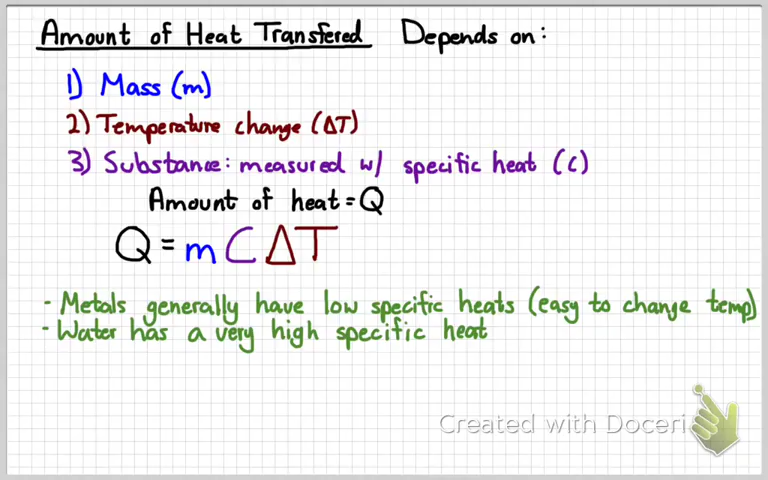 Amount of Heat Transfered Depends on:
1) Mass (m)
2) Temperature change (ΔT)
3) Substance: measured w/ specific heat (C)
Amount of heat = Q
Q = m C ΔT
- Metals generally have low specific heats (easy to change temp)
- Water has a very high specific heat
Created with Doceri